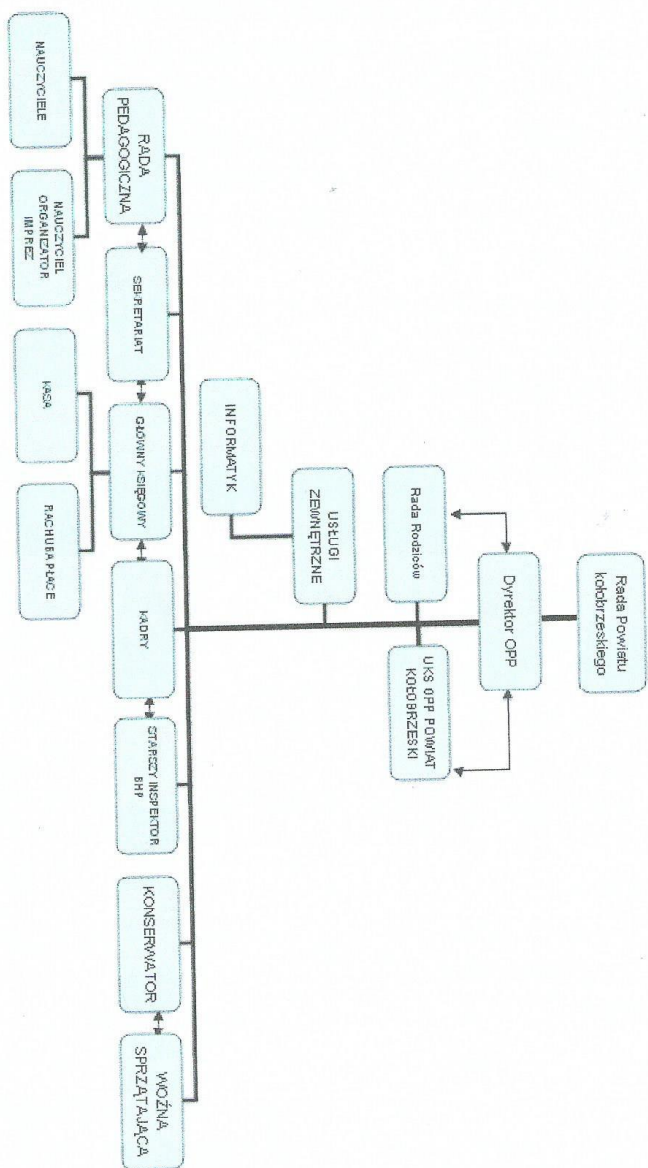 Rada Powiatu
kołobrzeskiego
Dyrektor OPP
Rada Rodziców
UKS OPP POWIAT
KOŁOBRZESKI
USŁUGI
ZEWNĘTRZNE
INFORMATYK
RADA
PEDAGOGICZNA
SEKRETARIAT
GŁÓWNY KSIĘGOWY
KADRY
STARSZY INSPEKTOR
BHP
KONSERWATOR
WOŹNA
SPRZĄTAJĄCA
NAUCZYCIELE
NAUCZYCIEL
ORGANIZATOR
IMPREZ
KASA
RACHUBA PŁACE